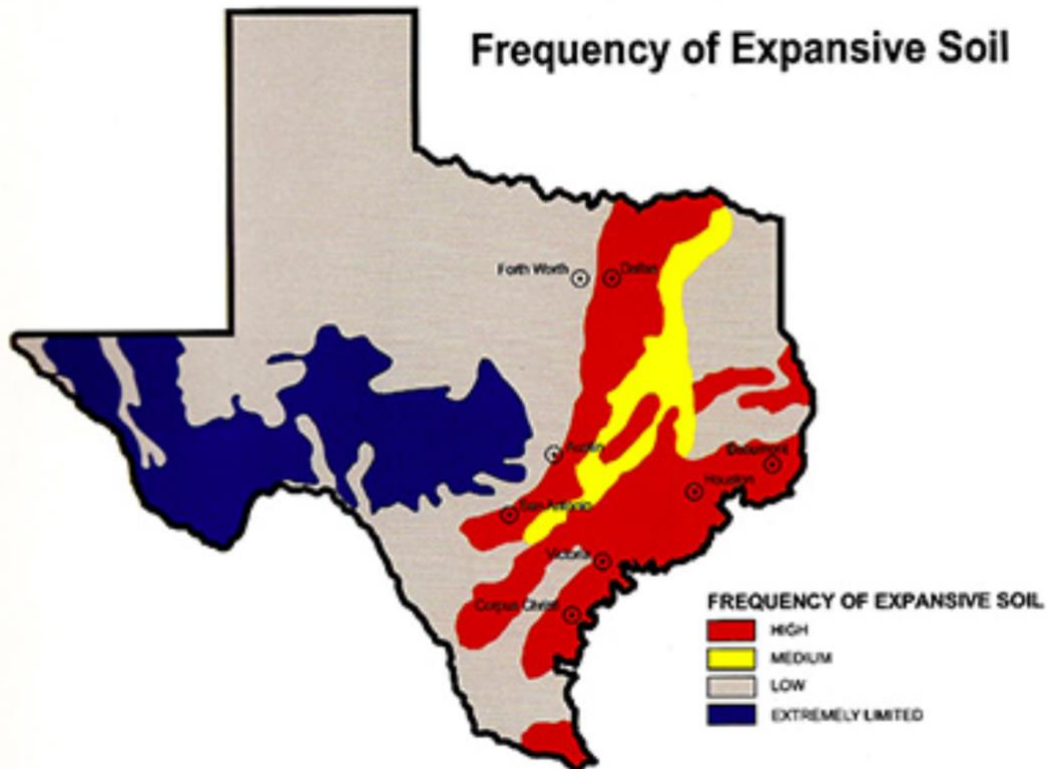 Frequency of Expansive Soil
Forth Worth
Dallas
Austin
Beaumont
Houston
San Antonio
Victoria
Corpus Christi
FREQUENCY OF EXPANSIVE SOIL
HIGH
MEDIUM
LOW
EXTREMELY LIMITED